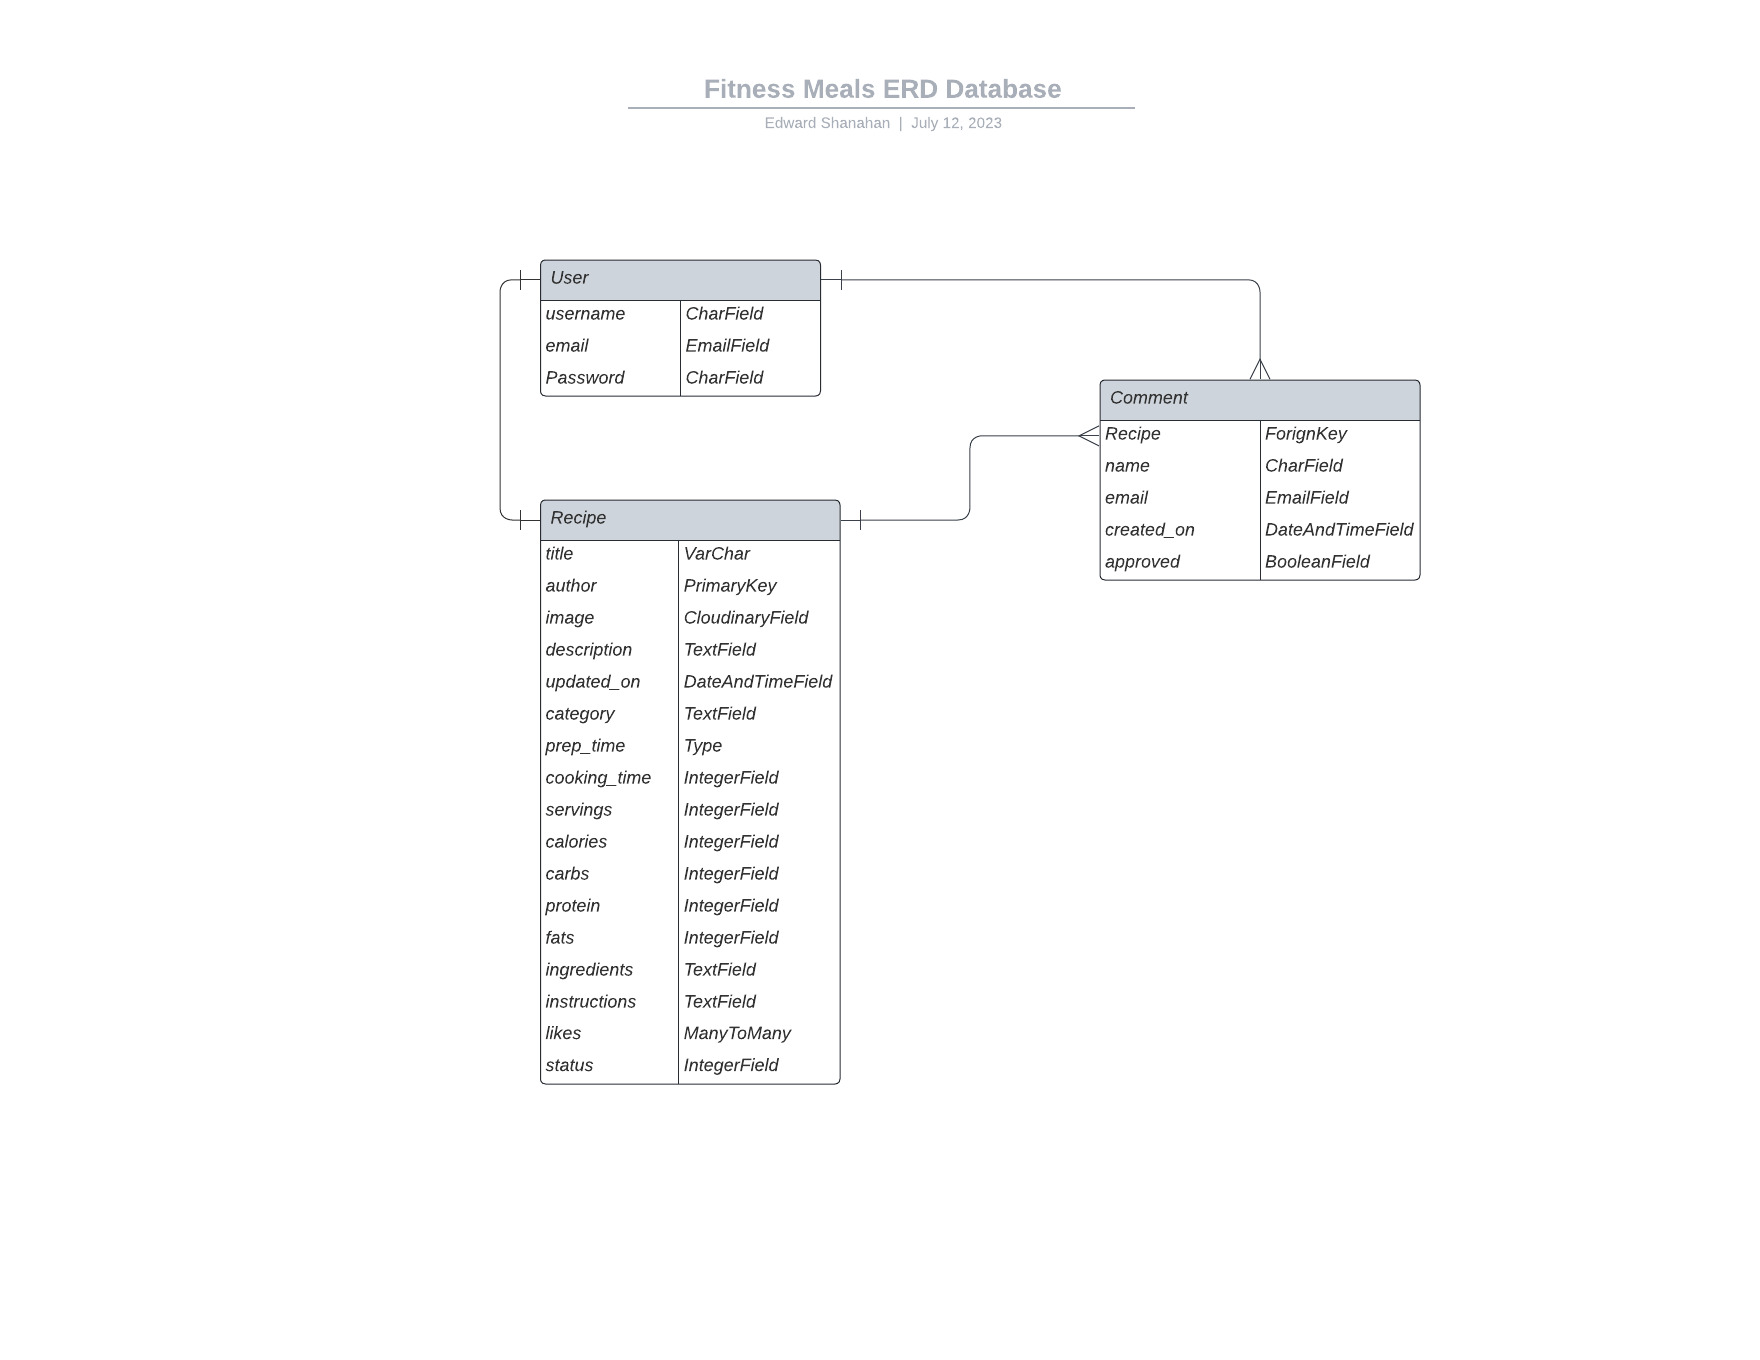 Fitness Meals ERD Database
Edward Shanahan | July 12, 2023
User
username CharField
email EmailField
Password CharField
Comment
Recipe ForignKey
name CharField
email EmailField
created_on DateAndTimeField
approved BooleanField
Recipe
title VarChar
author PrimaryKey
image CloudinaryField
description TextField
updated_on DateAndTimeField
category TextField
prep_time Type
cooking_time IntegerField
servings IntegerField
calories IntegerField
carbs IntegerField
protein IntegerField
fats IntegerField
ingredients TextField
instructions TextField
likes ManyToMany
status IntegerField